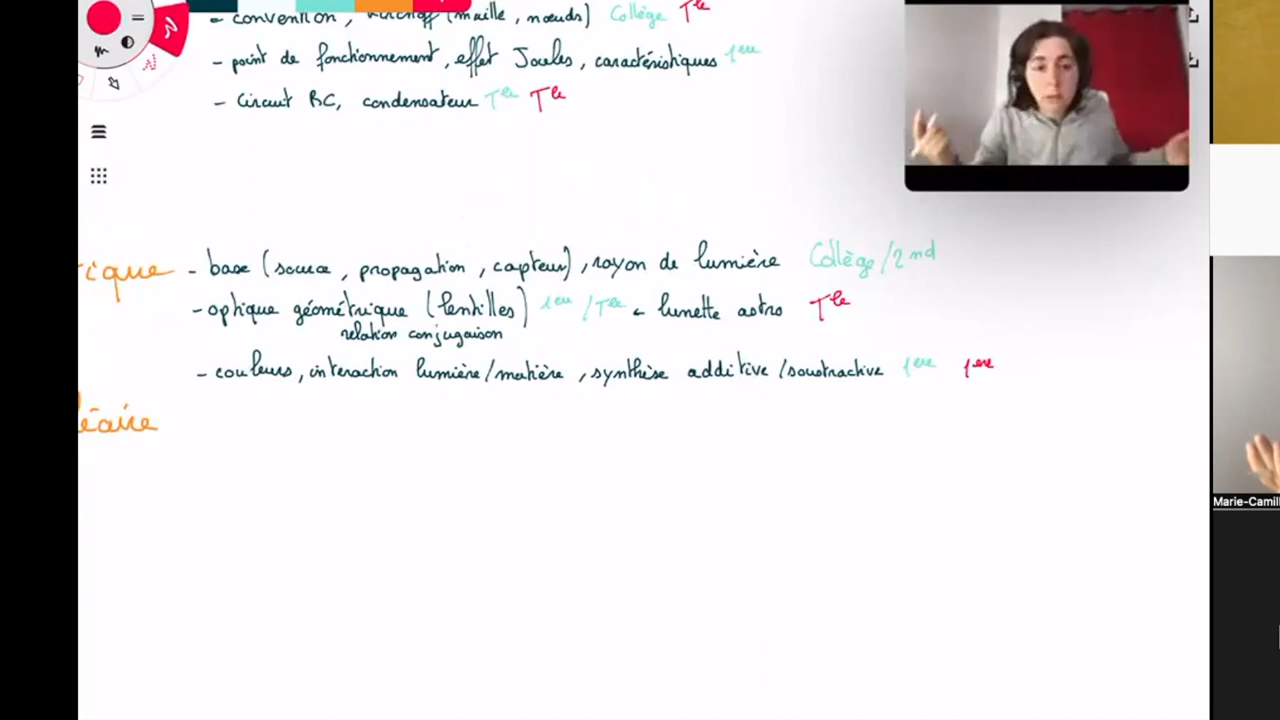 - convention, Kirchoff (maille, nœuds) Collège Tle
- point de fonctionnement, effet Joules, caractéristiques 1ere
- Circuit RC, condensateur Tle Tle
ique - base (source, propagation, capteur), rayon de lumière Collège/2nd
- optique géométrique (lentilles) 1ere /Tle - lunette astro Tle
relation conjugaison
- couleurs, interaction lumière/matière, synthèse additive/soustractive 1ere 1ere
éaire
Marie-Camil